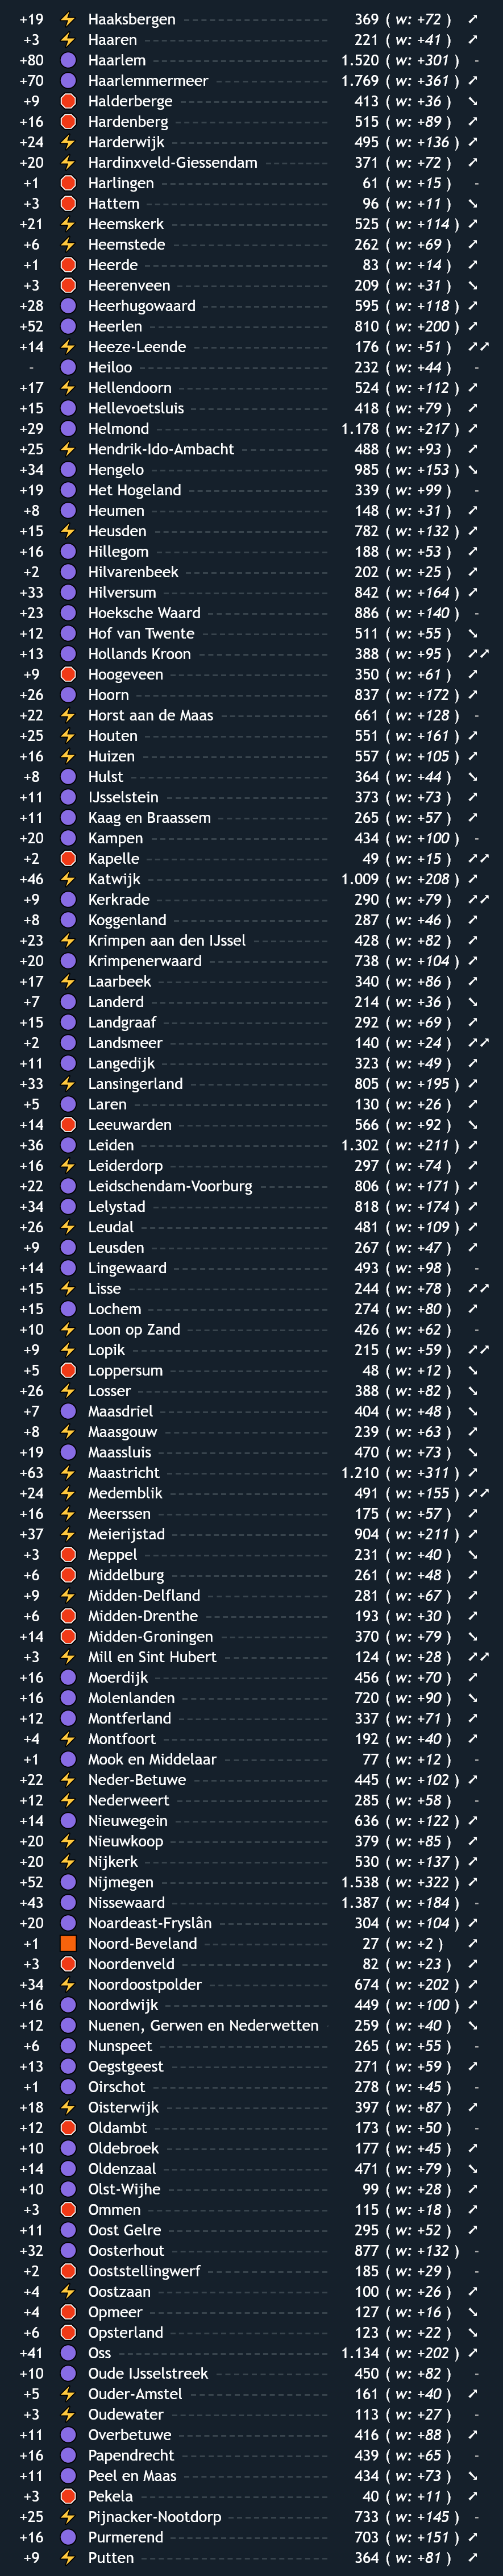 +19 Haaksbergen 369 ( w: +72 )
+3 Haaren 221 ( w: +41 )
+80 Haarlem 1.520 ( w: +301 ) -
+70 Haarlemmermeer 1.769 ( w: +361 )
+9 Halderberge 413 ( w: +36 )
+16 Hardenberg 515 ( w: +89 )
+24 Harderwijk 495 ( w: +136 )
+20 Hardinxveld-Giessendam 371 ( w: +72 )
+1 Harlingen 61 ( w: +15 ) -
+3 Hattem 96 ( w: +11 )
+21 Heemskerk 525 ( w: +114 )
+6 Heemstede 262 ( w: +69 )
+1 Heerde 83 ( w: +14 )
+3 Heerenveen 209 ( w: +31 )
+28 Heerhugowaard 595 ( w: +118 )
+52 Heerlen 810 ( w: +200 )
+14 Heeze-Leende 176 ( w: +51 )
- Heiloo 232 ( w: +44 ) -
+17 Hellendoorn 524 ( w: +112 )
+15 Hellevoetsluis 418 ( w: +79 )
+29 Helmond 1.178 ( w: +217 )
+25 Hendrik-Ido-Ambacht 488 ( w: +93 )
+34 Hengelo 985 ( w: +153 )
+19 Het Hogeland 339 ( w: +99 ) -
+8 Heumen 148 ( w: +31 )
+15 Heusden 782 ( w: +132 )
+16 Hillegom 188 ( w: +53 )
+2 Hilvarenbeek 202 ( w: +25 )
+33 Hilversum 842 ( w: +164 )
+23 Hoeksche Waard 886 ( w: +140 ) -
+12 Hof van Twente 511 ( w: +55 )
+13 Hollands Kroon 388 ( w: +95 )
+9 Hoogeveen 350 ( w: +61 )
+26 Hoorn 837 ( w: +172 )
+22 Horst aan de Maas 661 ( w: +128 ) -
+25 Houten 551 ( w: +161 )
+16 Huizen 557 ( w: +105 )
+8 Hulst 364 ( w: +44 )
+11 IJsselstein 373 ( w: +73 )
+11 Kaag en Braassem 265 ( w: +57 )
+20 Kampen 434 ( w: +100 ) -
+2 Kapelle 49 ( w: +15 )
+46 Katwijk 1.009 ( w: +208 )
+9 Kerkrade 290 ( w: +79 )
+8 Koggenland 287 ( w: +46 )
+23 Krimpen aan den IJssel 428 ( w: +82 )
+20 Krimpenerwaard 738 ( w: +104 )
+17 Laarbeek 340 ( w: +86 )
+7 Landerd 214 ( w: +36 )
+15 Landgraaf 292 ( w: +69 )
+2 Landsmeer 140 ( w: +24 )
+11 Langedijk 323 ( w: +49 )
+33 Lansingerland 805 ( w: +195 )
+5 Laren 130 ( w: +26 )
+14 Leeuwarden 566 ( w: +92 )
+36 Leiden 1.302 ( w: +211 )
+16 Leiderdorp 297 ( w: +74 )
+22 Leidschendam-Voorburg 806 ( w: +171 )
+34 Lelystad 818 ( w: +174 )
+26 Leudal 481 ( w: +109 )
+9 Leusden 267 ( w: +47 )
+14 Lingewaard 493 ( w: +98 ) -
+15 Lisse 244 ( w: +78 )
+15 Lochem 274 ( w: +80 )
+10 Loon op Zand 426 ( w: +62 ) -
+9 Lopik 215 ( w: +59 )
+5 Loppersum 48 ( w: +12 )
+26 Losser 388 ( w: +82 )
+7 Maasdriel 404 ( w: +48 )
+8 Maasgouw 239 ( w: +63 )
+19 Maassluis 470 ( w: +73 )
+63 Maastricht 1.210 ( w: +311 )
+24 Medemblik 491 ( w: +155 )
+16 Meerssen 175 ( w: +57 )
+37 Meierijstad 904 ( w: +211 )
+3 Meppel 231 ( w: +40 )
+6 Middelburg 261 ( w: +48 )
+9 Midden-Delfland 281 ( w: +67 )
+6 Midden-Drenthe 193 ( w: +30 )
+14 Midden-Groningen 370 ( w: +79 )
+3 Mill en Sint Hubert 124 ( w: +28 )
+16 Moerdijk 456 ( w: +70 )
+16 Molenlanden 720 ( w: +90 )
+12 Montferland 337 ( w: +71 )
+4 Montfoort 192 ( w: +40 )
+1 Mook en Middelaar 77 ( w: +12 ) -
+22 Neder-Betuwe 445 ( w: +102 )
+12 Nederweert 285 ( w: +58 ) -
+14 Nieuwegein 636 ( w: +122 )
+20 Nieuwkoop 379 ( w: +85 )
+20 Nijkerk 530 ( w: +137 )
+52 Nijmegen 1.538 ( w: +322 )
+43 Nissewaard 1.387 ( w: +184 ) -
+20 Noardeast-Fryslân 304 ( w: +104 )
+1 Noord-Beveland 27 ( w: +2 )
+3 Noordenveld 82 ( w: +23 )
+34 Noordoostpolder 674 ( w: +202 )
+16 Noordwijk 449 ( w: +100 )
+12 Nuenen, Gerwen en Nederwetten 259 ( w: +40 )
+6 Nunspeet 265 ( w: +55 ) -
+13 Oegstgeest 271 ( w: +59 )
+1 Oirschot 278 ( w: +45 ) -
+18 Oisterwijk 397 ( w: +87 )
+12 Oldambt 173 ( w: +50 ) -
+10 Oldebroek 177 ( w: +45 )
+14 Oldenzaal 471 ( w: +79 )
+10 Olst-Wijhe 99 ( w: +28 )
+3 Ommen 115 ( w: +18 )
+11 Oost Gelre 295 ( w: +52 )
+32 Oosterhout 877 ( w: +132 ) -
+2 Ooststellingwerf 185 ( w: +29 ) -
+4 Oostzaan 100 ( w: +26 )
+4 Opmeer 127 ( w: +16 )
+6 Opsterland 123 ( w: +22 )
+41 Oss 1.134 ( w: +202 )
+10 Oude IJsselstreek 450 ( w: +82 ) -
+5 Ouder-Amstel 161 ( w: +40 )
+3 Oudewater 113 ( w: +27 ) -
+11 Overbetuwe 416 ( w: +88 )
+16 Papendrecht 439 ( w: +65 ) -
+11 Peel en Maas 434 ( w: +73 )
+3 Pekela 40 ( w: +11 )
+25 Pijnacker-Nootdorp 733 ( w: +145 ) -
+16 Purmerend 703 ( w: +151 )
+9 Putten 364 ( w: +81 )